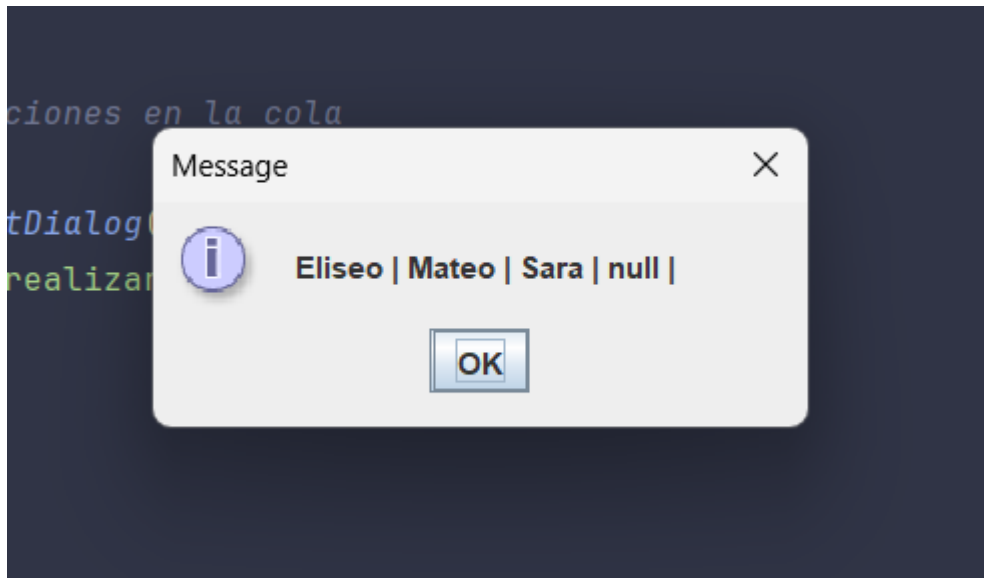 ciones en la cola
Message
tDialog(
Eliseo | Mateo | Sara | null |
realizar
OK